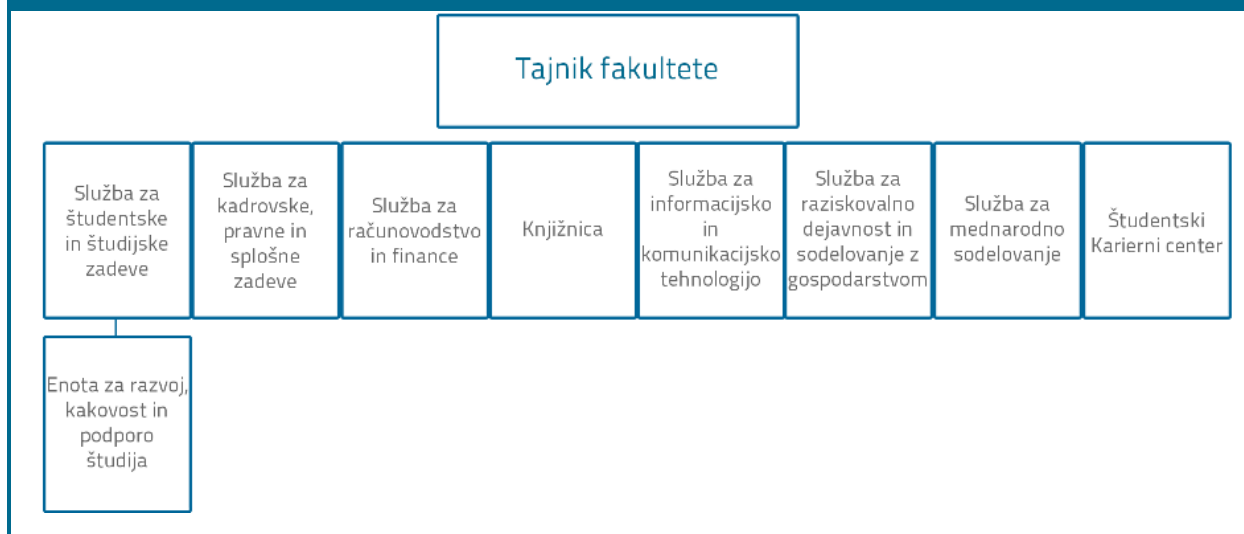 Tajnik fakultete
Služba za
študentske
in študijske
zadeve
Služba za
kadrovske,
pravne in
splošne
zadeve
Služba za
računovodstvo
in finance
Knjižnica
Služba za
informacijsko
in
komunikacijsko
tehnologijo
Služba za
raziskovalno
dejavnost in
sodelovanje z
gospodarstvom
Služba za
mednarodno
sodelovanje
Študentski
Karierni center
Enota za razvoj,
kakovost in
podporo
študija